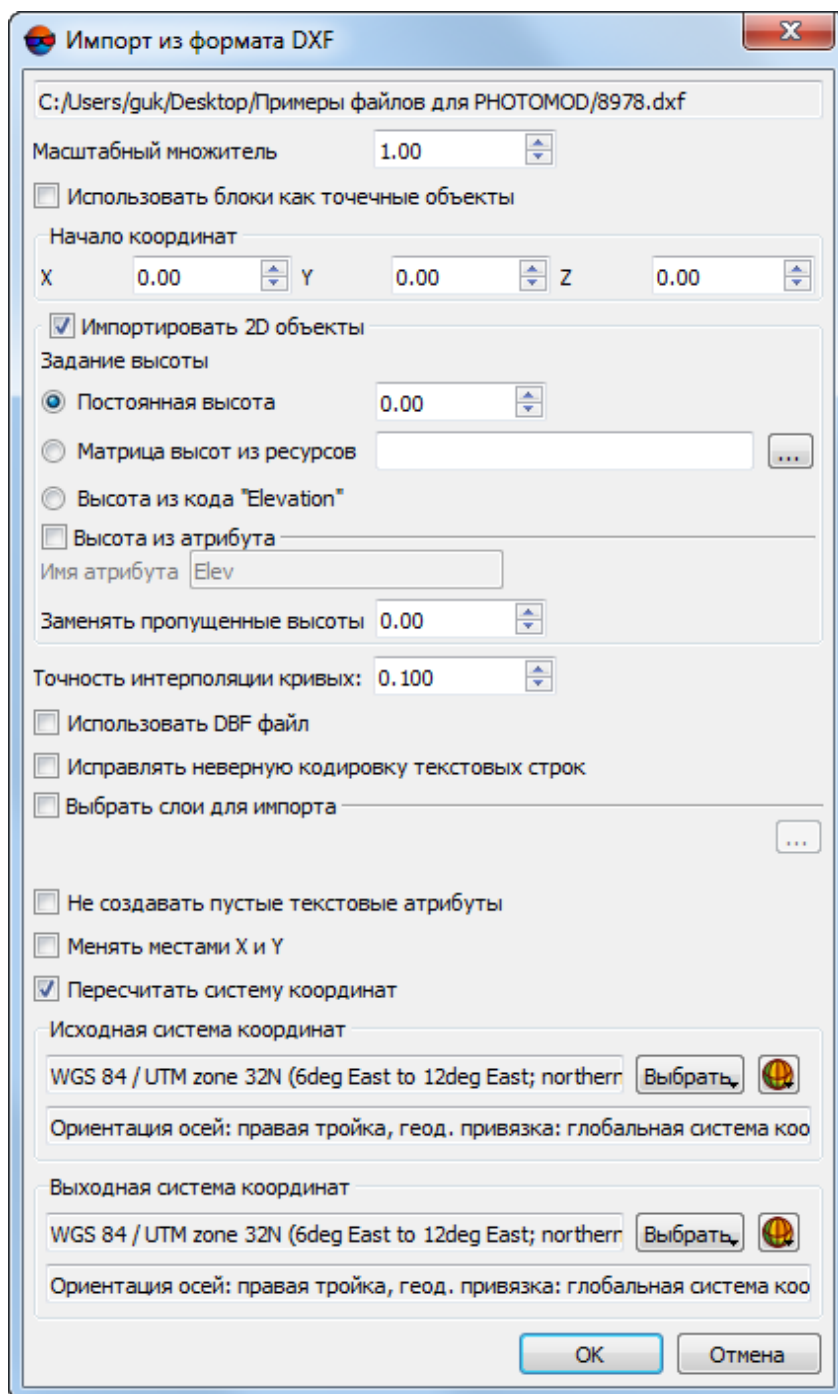 Импорт из формата DXF
C:/Users/guk/Desktop/Примеры файлов для PHOTOMOD/8978.dxf
Масштабный множитель 1.00
Использовать блоки как точечные объекты
Начало координат
X 0.00 Y 0.00 Z 0.00
Импортировать 2D объекты
Задание высоты
Постоянная высота 0.00
Матрица высот из ресурсов ...
Высота из кода "Elevation"
Высота из атрибута
Имя атрибута Elev
Заменять пропущенные высоты 0.00
Точность интерполяции кривых: 0.100
Использовать DBF файл
Исправлять неверную кодировку текстовых строк
Выбрать слои для импорта
...
Не создавать пустые текстовые атрибуты
Менять местами X и Y
Пересчитать систему координат
Исходная система координат
WGS 84 / UTM zone 32N (6deg East to 12deg East; northern Выбрать
Ориентация осей: правая тройка, геод. привязка: глобальная система коо
Выходная система координат
WGS 84 / UTM zone 32N (6deg East to 12deg East; northern Выбрать
Ориентация осей: правая тройка, геод. привязка: глобальная система коо
OK Отмена